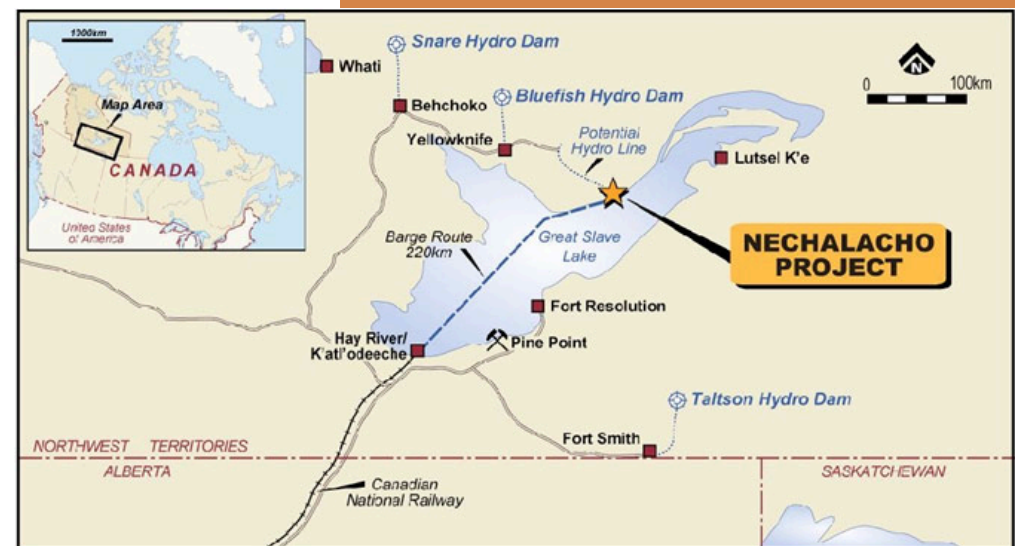 1000km
Map Area
CANADA
United States
of America
Whati
Snare Hydro Dam
Behchoko
Bluefish Hydro Dam
Yellowknife
Potential
Hydro Line
N
0 100km
Lutsel K'e
Barge Route
220km
Great Slave
Lake
NECHALACHO
PROJECT
Fort Resolution
Hay River/
K'atl'odeeche
Pine Point
Taltson Hydro Dam
Fort Smith
NORTHWEST TERRITORIES
ALBERTA
SASKATCHEWAN
Canadian
National Railway